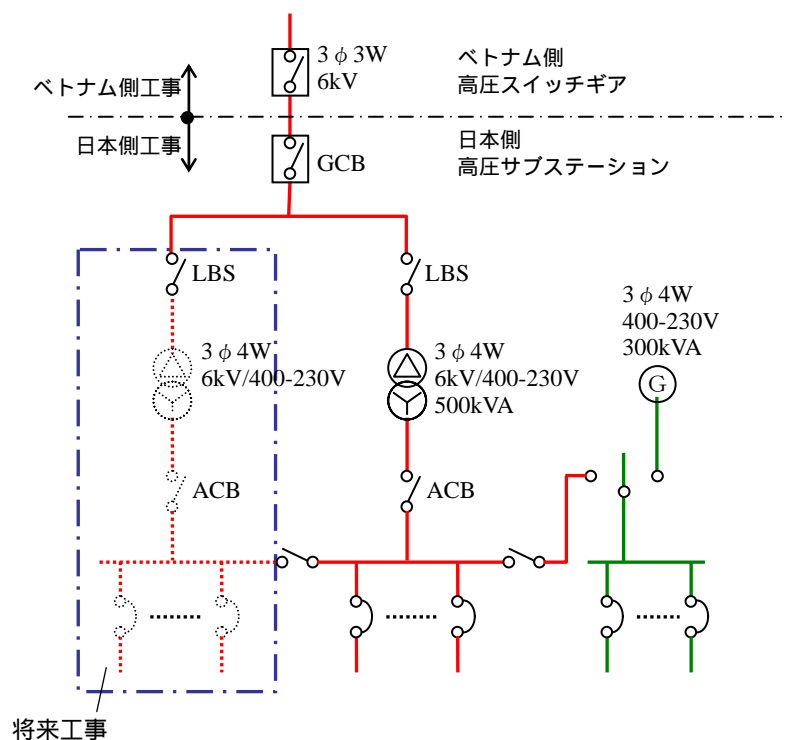 3φ3W
6kV
ベトナム側
高圧スイッチギア
ベトナム側工事
日本側工事
GCB
日本側
高圧サブステーション
LBS
LBS
3φ4W
400-230V
300kVA
G
3φ4W
6kV/400-230V
3φ4W
6kV/400-230V
500kVA
ACB
ACB
将来工事